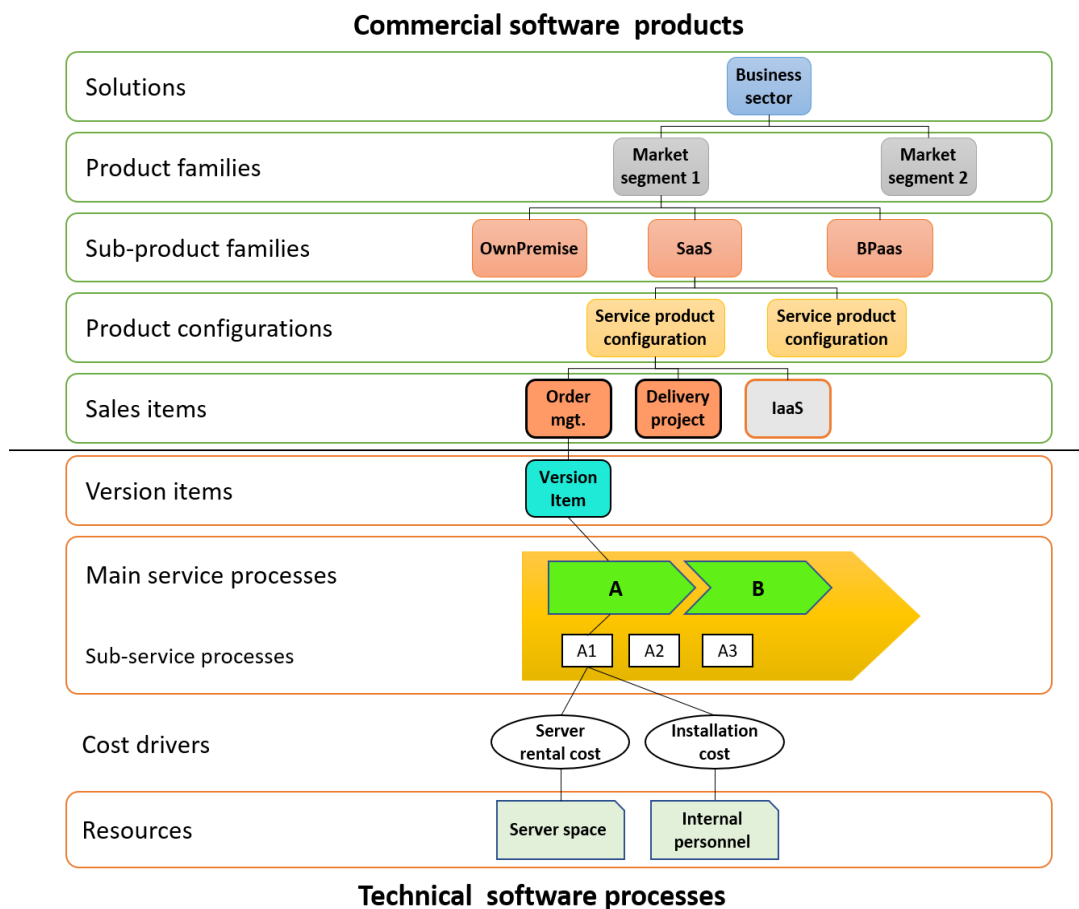 Commercial software  products
Solutions
Business
sector
Product families
Market
segment 1
Market
segment 2
Sub-product families
OwnPremise
SaaS
BPaas
Product configurations
Service product
configuration
Service product
configuration
Sales items
Order
mgt.
Delivery
project
IaaS
Version items
Version
Item
Main service processes
A
B
Sub-service processes
A1
A2
A3
Cost drivers
Server
rental cost
Installation
cost
Resources
Server space
Internal
personnel
Technical  software processes